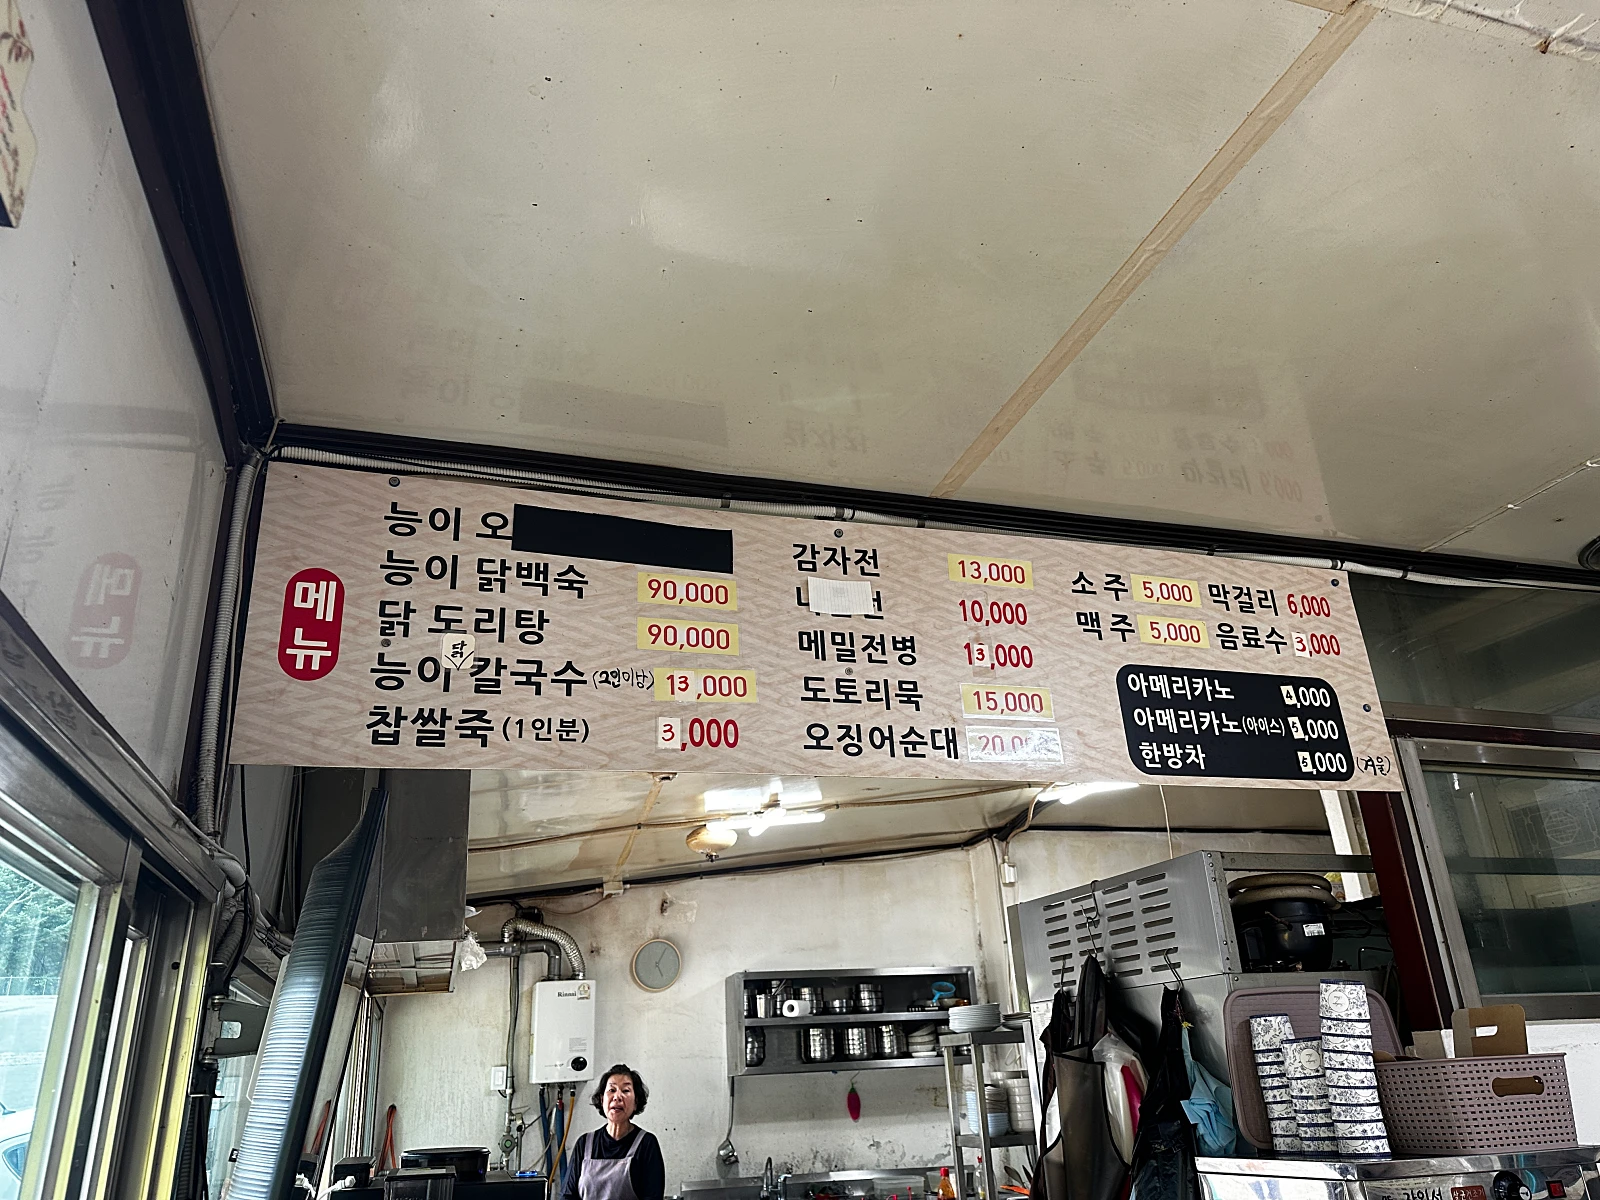 메뉴
능이 오
능이 닭백숙 90,000
닭 도리탕 90,000
능이 닭 칼국수 (2인이상) 13,000
찹쌀죽 (1인분) 3,000
감자전 13,000
10,000
메밀전병 13,000
도토리묵 15,000
오징어순대 20,0
소주 5,000 막걸리 6,000
맥주 5,000 음료수 3,000
아메리카노 4,000
아메리카노(아이스) 5,000
한방차 5,000 (겨울)
Rinnai